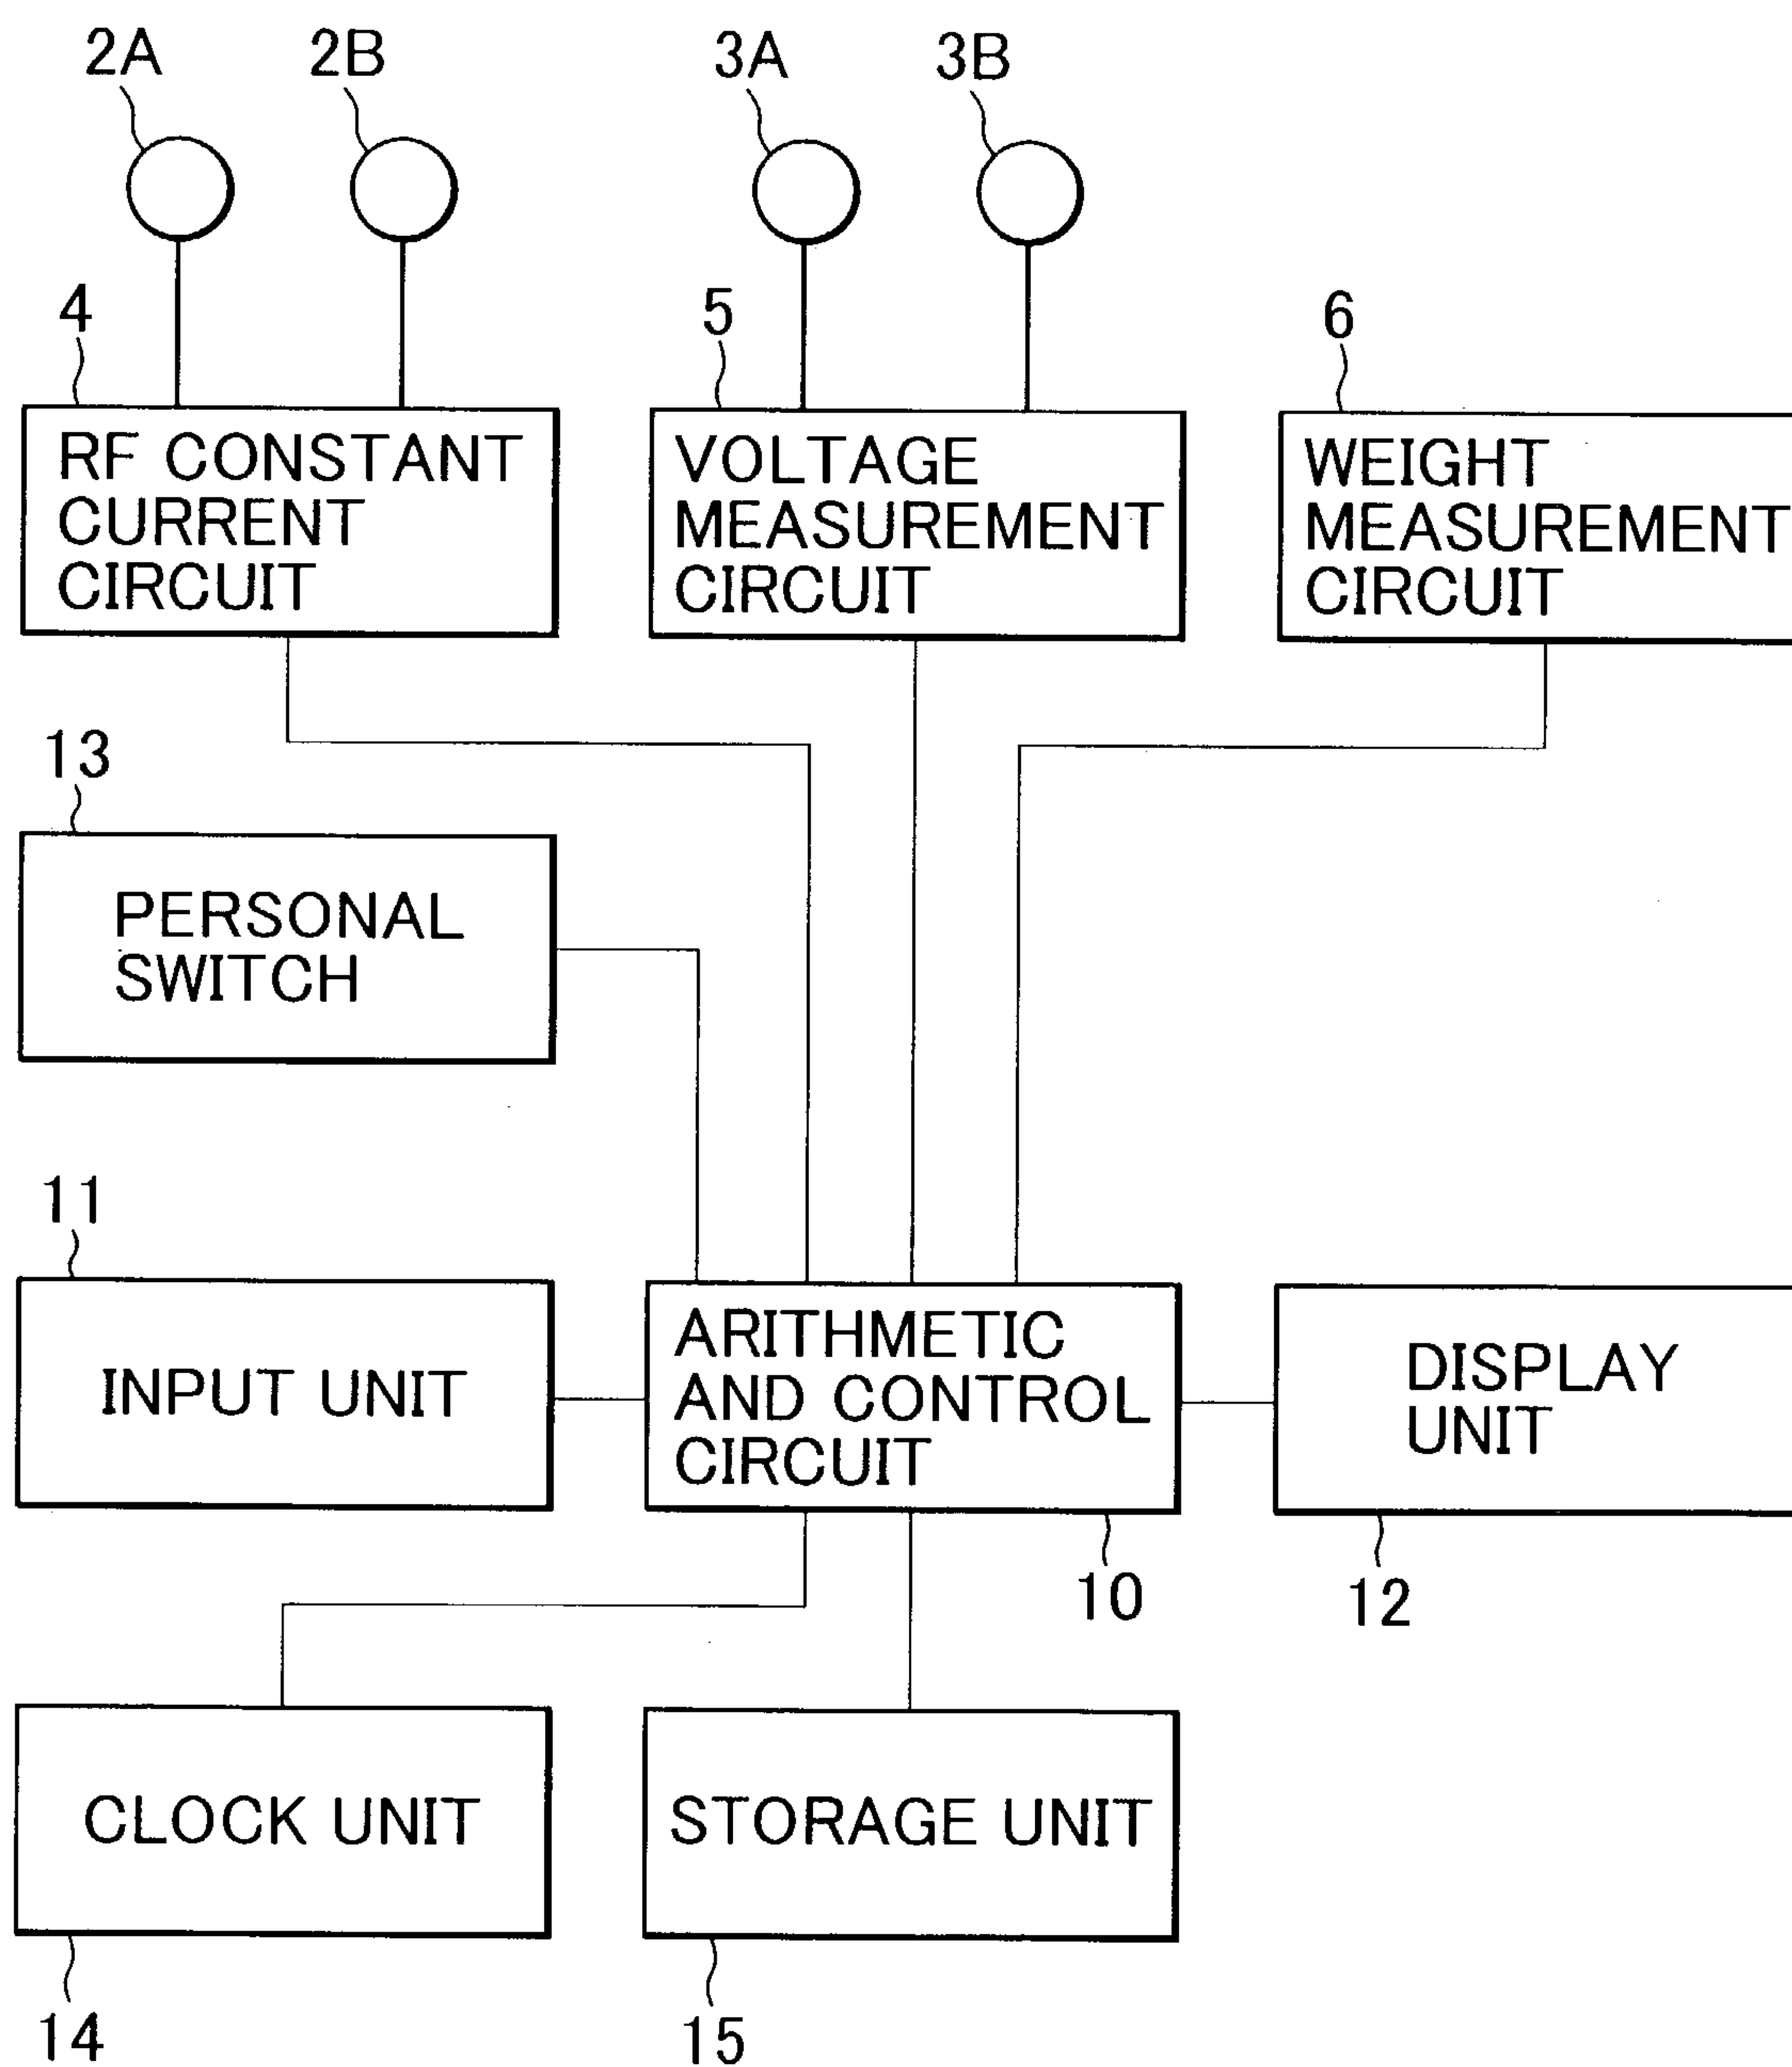 2A
2B
3A
3B
4
5
6
RF CONSTANT
CURRENT
CIRCUIT
VOLTAGE
MEASUREMENT
CIRCUIT
WEIGHT
MEASUREMENT
CIRCUIT
13
PERSONAL
SWITCH
11
INPUT UNIT
ARITHMETIC
AND CONTROL
CIRCUIT
DISPLAY
UNIT
10
12
CLOCK UNIT
STORAGE UNIT
14
15